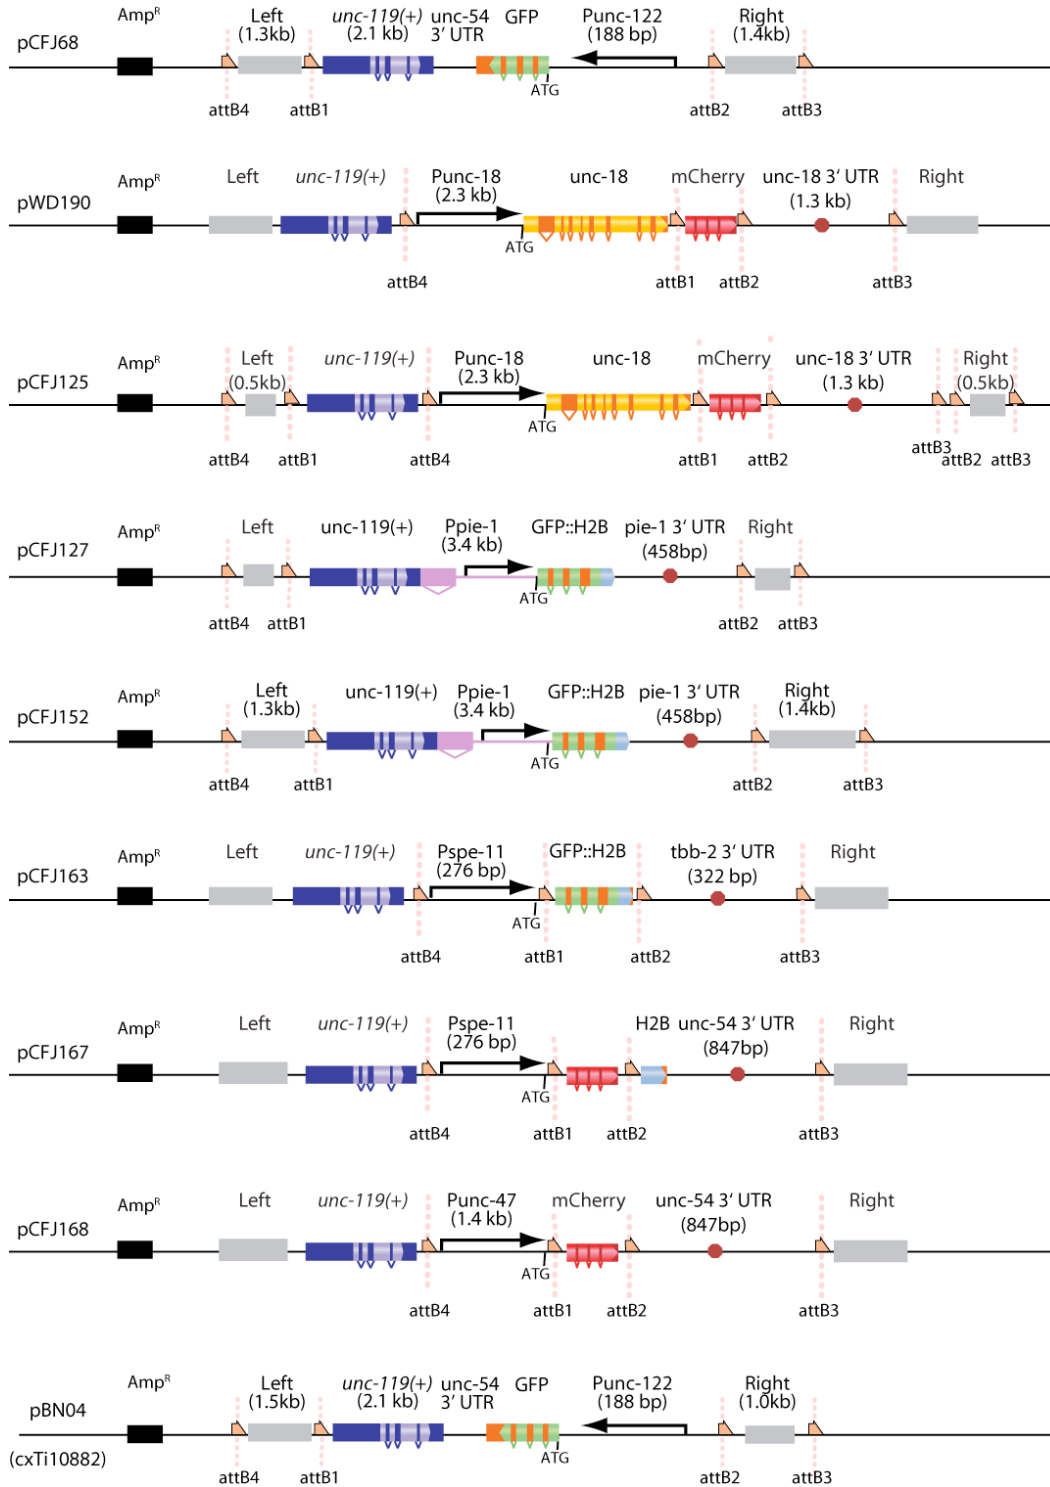 pCFJ68
Amp^R
Left
(1.3kb)
unc-119(+)
(2.1 kb)
unc-54
3′ UTR
GFP
Punc-122
(188 bp)
Right
(1.4kb)
ATG
attB4
attB1
attB2
attB3
pWD190
Amp^R
Left
unc-119(+)
Punc-18
(2.3 kb)
unc-18
mCherry
unc-18 3′ UTR
(1.3 kb)
Right
ATG
attB4
attB1
attB2
attB3
pCFJ125
Amp^R
Left
(0.5kb)
unc-119(+)
Punc-18
(2.3 kb)
unc-18
mCherry
unc-18 3′ UTR
(1.3 kb)
Right
(0.5kb)
ATG
attB4
attB1
attB4
attB1
attB2
attB3
attB2
attB3
pCFJ127
Amp^R
Left
unc-119(+)
Ppie-1
(3.4 kb)
GFP::H2B
pie-1 3′ UTR
(458bp)
Right
ATG
attB4
attB1
attB2
attB3
pCFJ152
Amp^R
Left
(1.3kb)
unc-119(+)
Ppie-1
(3.4 kb)
GFP::H2B
pie-1 3′ UTR
(458bp)
Right
(1.4kb)
ATG
attB4
attB1
attB2
attB3
pCFJ163
Amp^R
Left
unc-119(+)
Pspe-11
(276 bp)
GFP::H2B
tbb-2 3′ UTR
(322 bp)
Right
ATG
attB4
attB1
attB2
attB3
pCFJ167
Amp^R
Left
unc-119(+)
Pspe-11
(276 bp)
H2B
unc-54 3′ UTR
(847bp)
Right
ATG
attB4
attB1
attB2
attB3
pCFJ168
Amp^R
Left
unc-119(+)
Punc-47
(1.4 kb)
mCherry
unc-54 3′ UTR
(847bp)
Right
ATG
attB4
attB1
attB2
attB3
pBN04
(cxTi10882)
Amp^R
Left
(1.5kb)
unc-119(+)
(2.1 kb)
unc-54
3′ UTR
GFP
Punc-122
(188 bp)
Right
(1.0kb)
ATG
attB4
attB1
attB2
attB3